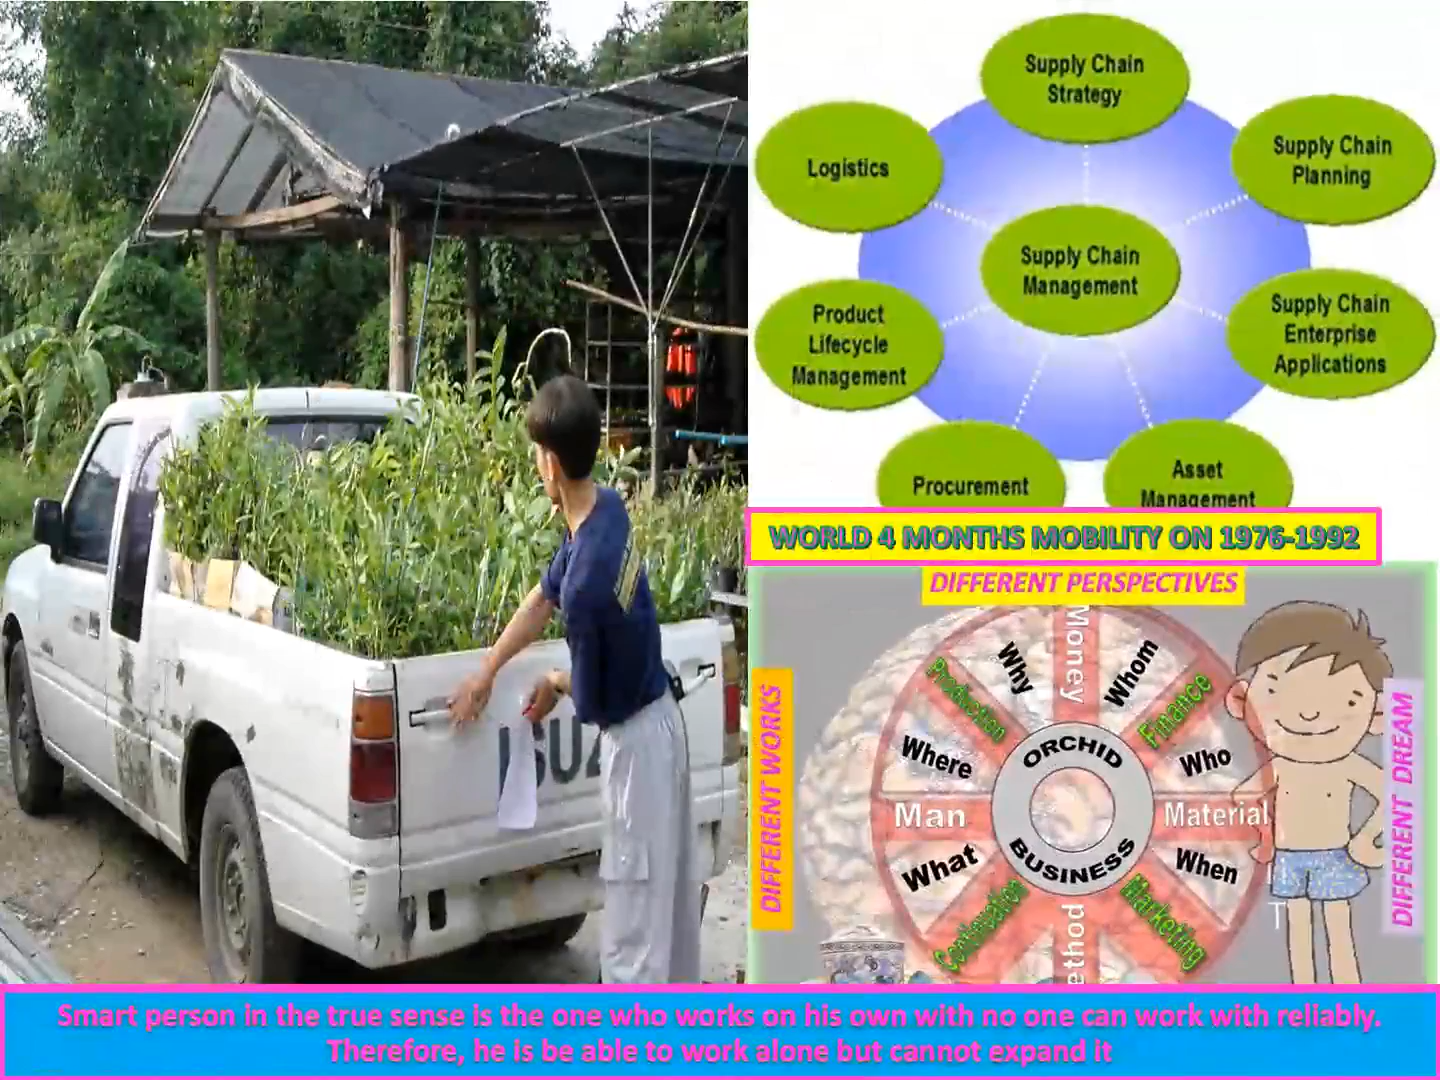 Supply Chain
Strategy
Logistics
Supply Chain
Planning
Supply Chain
Management
Product
Lifecycle
Management
Supply Chain
Enterprise
Applications
Procurement
Asset
Management
WORLD 4 MONTHS MOBILITY ON 1976-1992
DIFFERENT PERSPECTIVES
DIFFERENT WORKS
DIFFERENT DREAM
Money
Why
Whom
Production
Finance
Where
Who
ORCHID
BUSINESS
Man
Material
What
When
Continuation
Marketing
ethod
T
ISUZ
Smart person in the true sense is the one who works on his own with no one can work with reliably.
Therefore, he is be able to work alone but cannot expand it